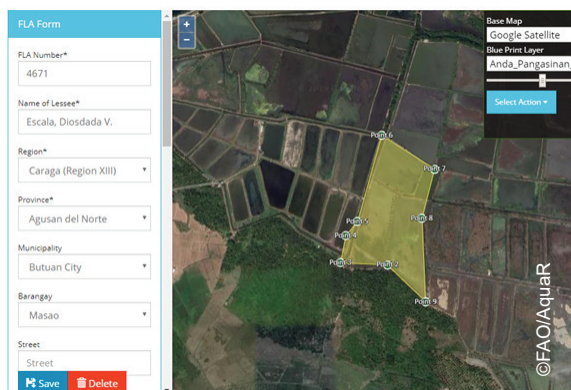 FLA Form
FLA Number*
4671
Name of Lessee*
Escala, Diosdada V.
Region*
Caraga (Region XIII)
Province*
Agusan del Norte
Municipality
Butuan City
Barangay
Masao
Street
Street
Save
Delete
+
−
Point 6
Point 7
Point 8
Point 5
Point 4
Point 3
Point 2
Point 9
Base Map
Google Satellite
Blue Print Layer
Anda_Pangasinan
Select Action
©FAO/AquaR